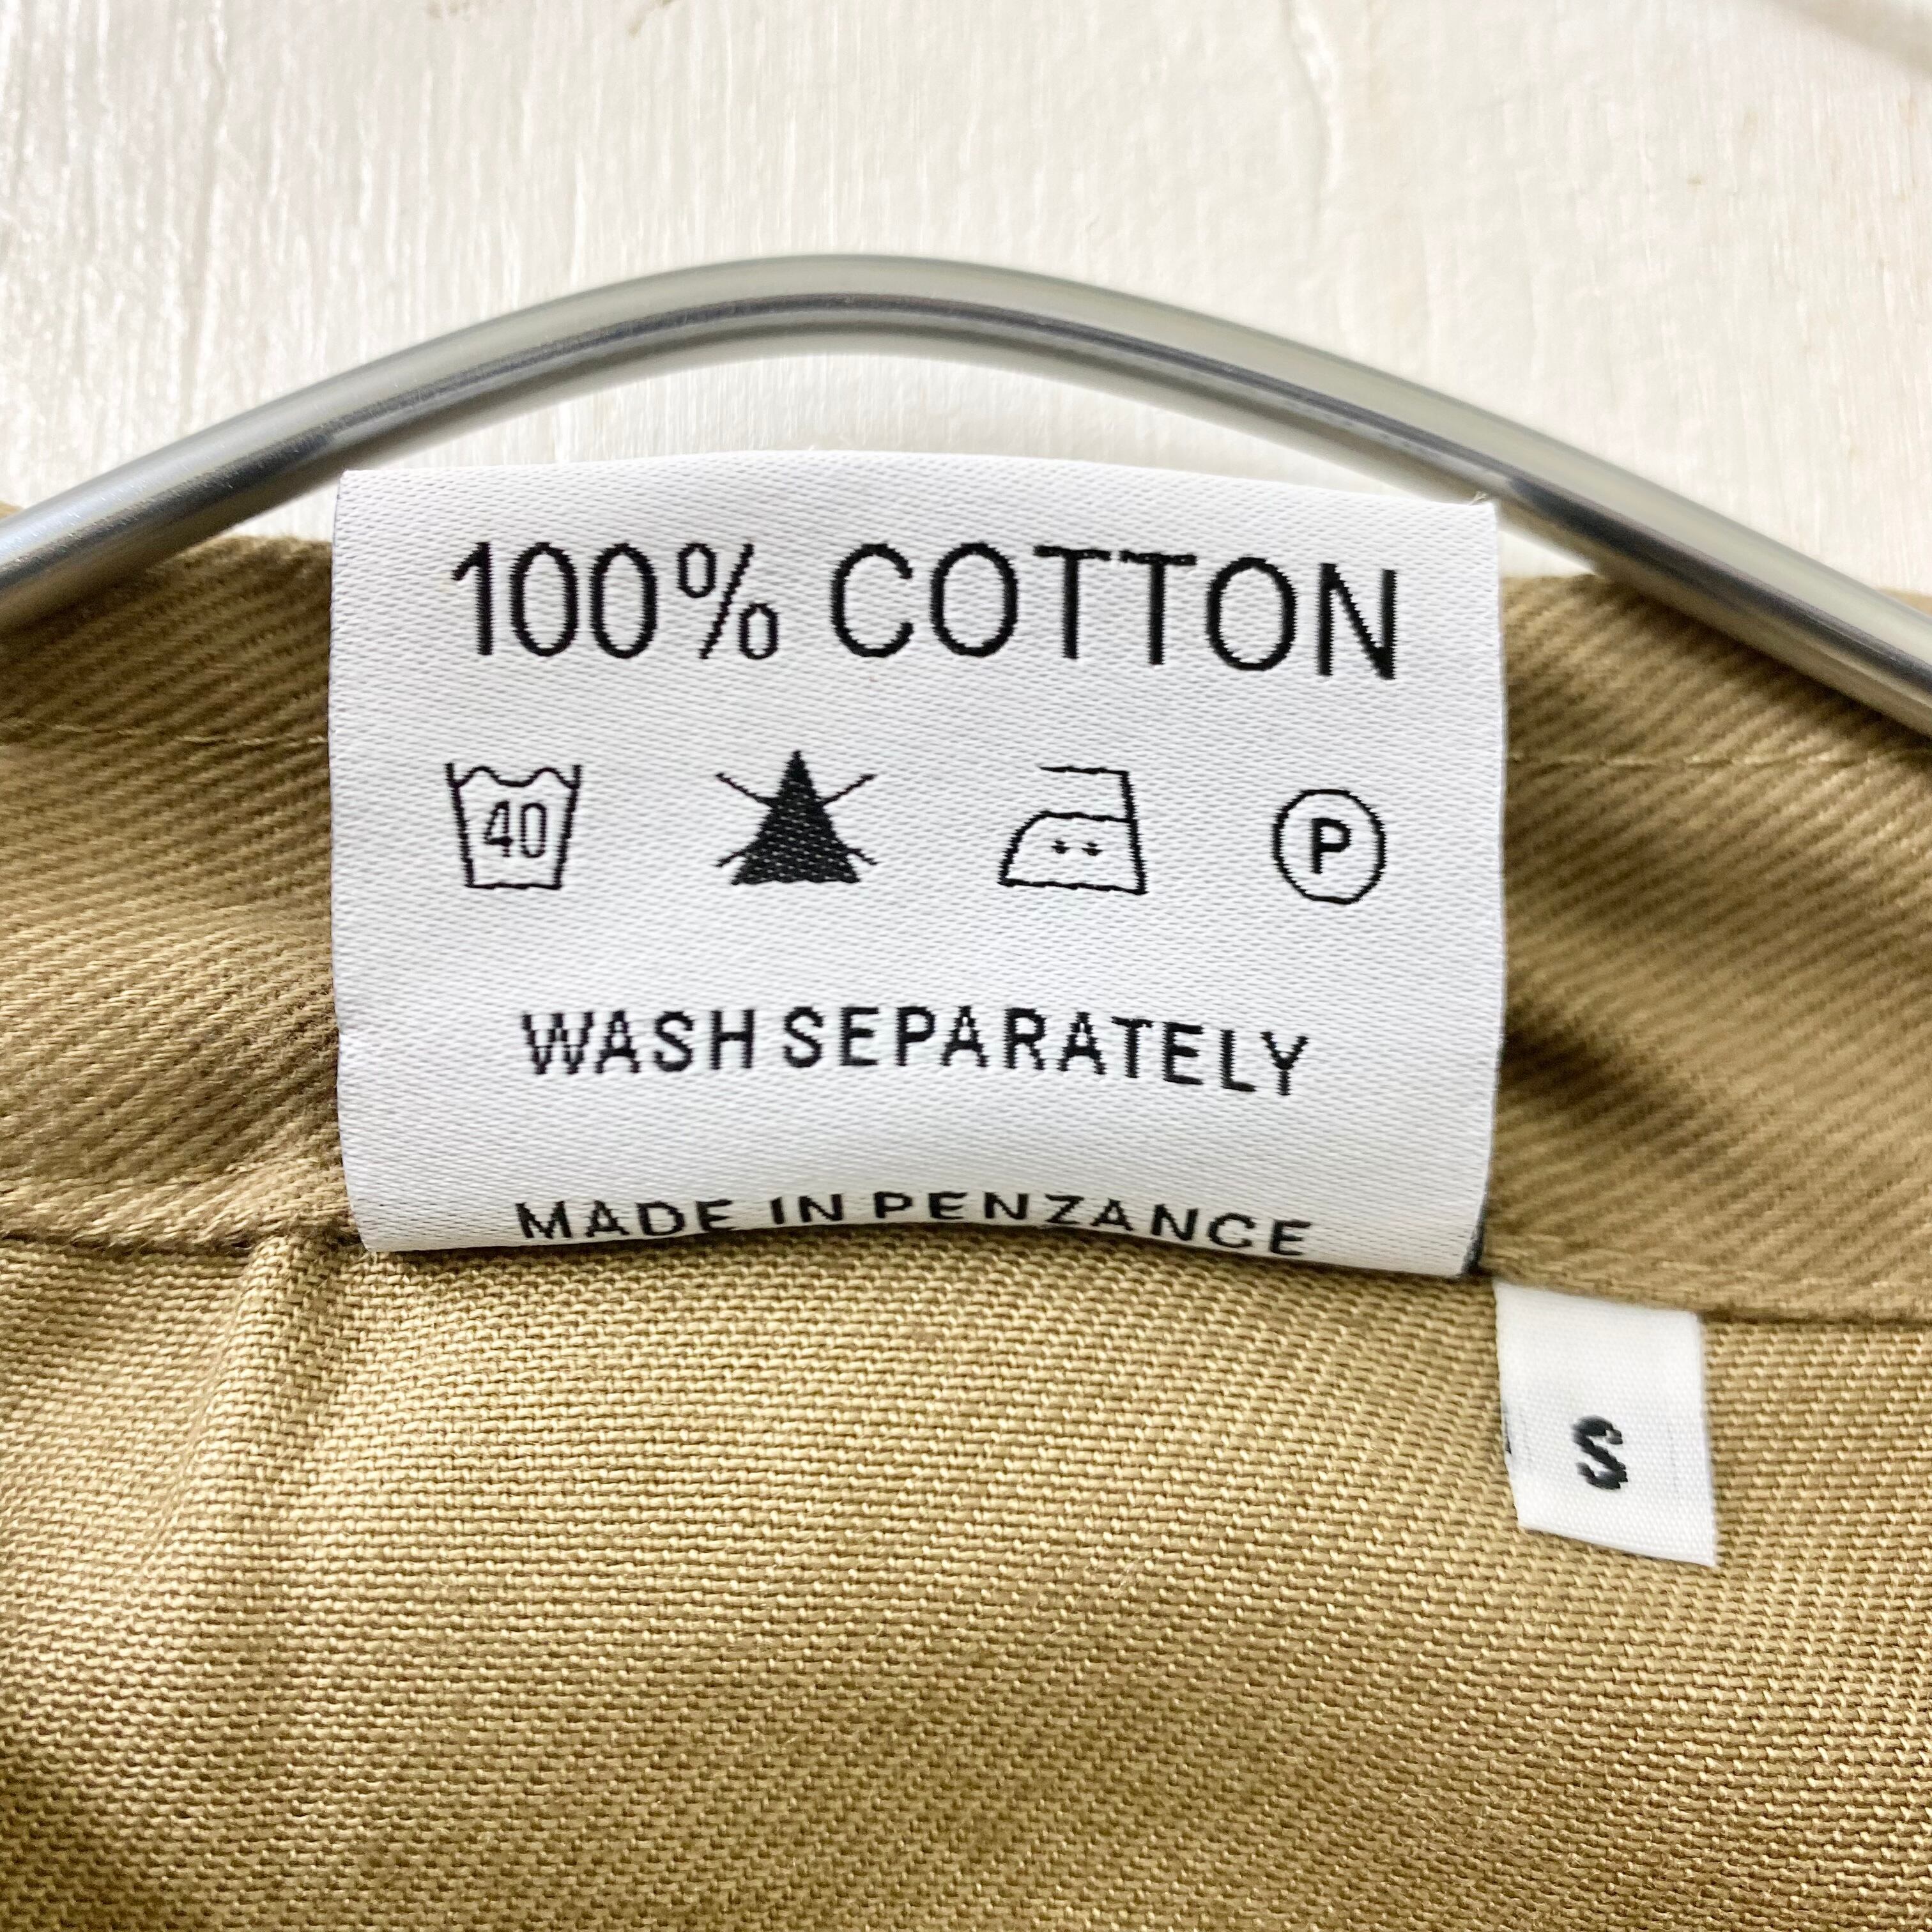 100% COTTON
40
P
WASH SEPARATELY
MADE IN PENZANCE
S